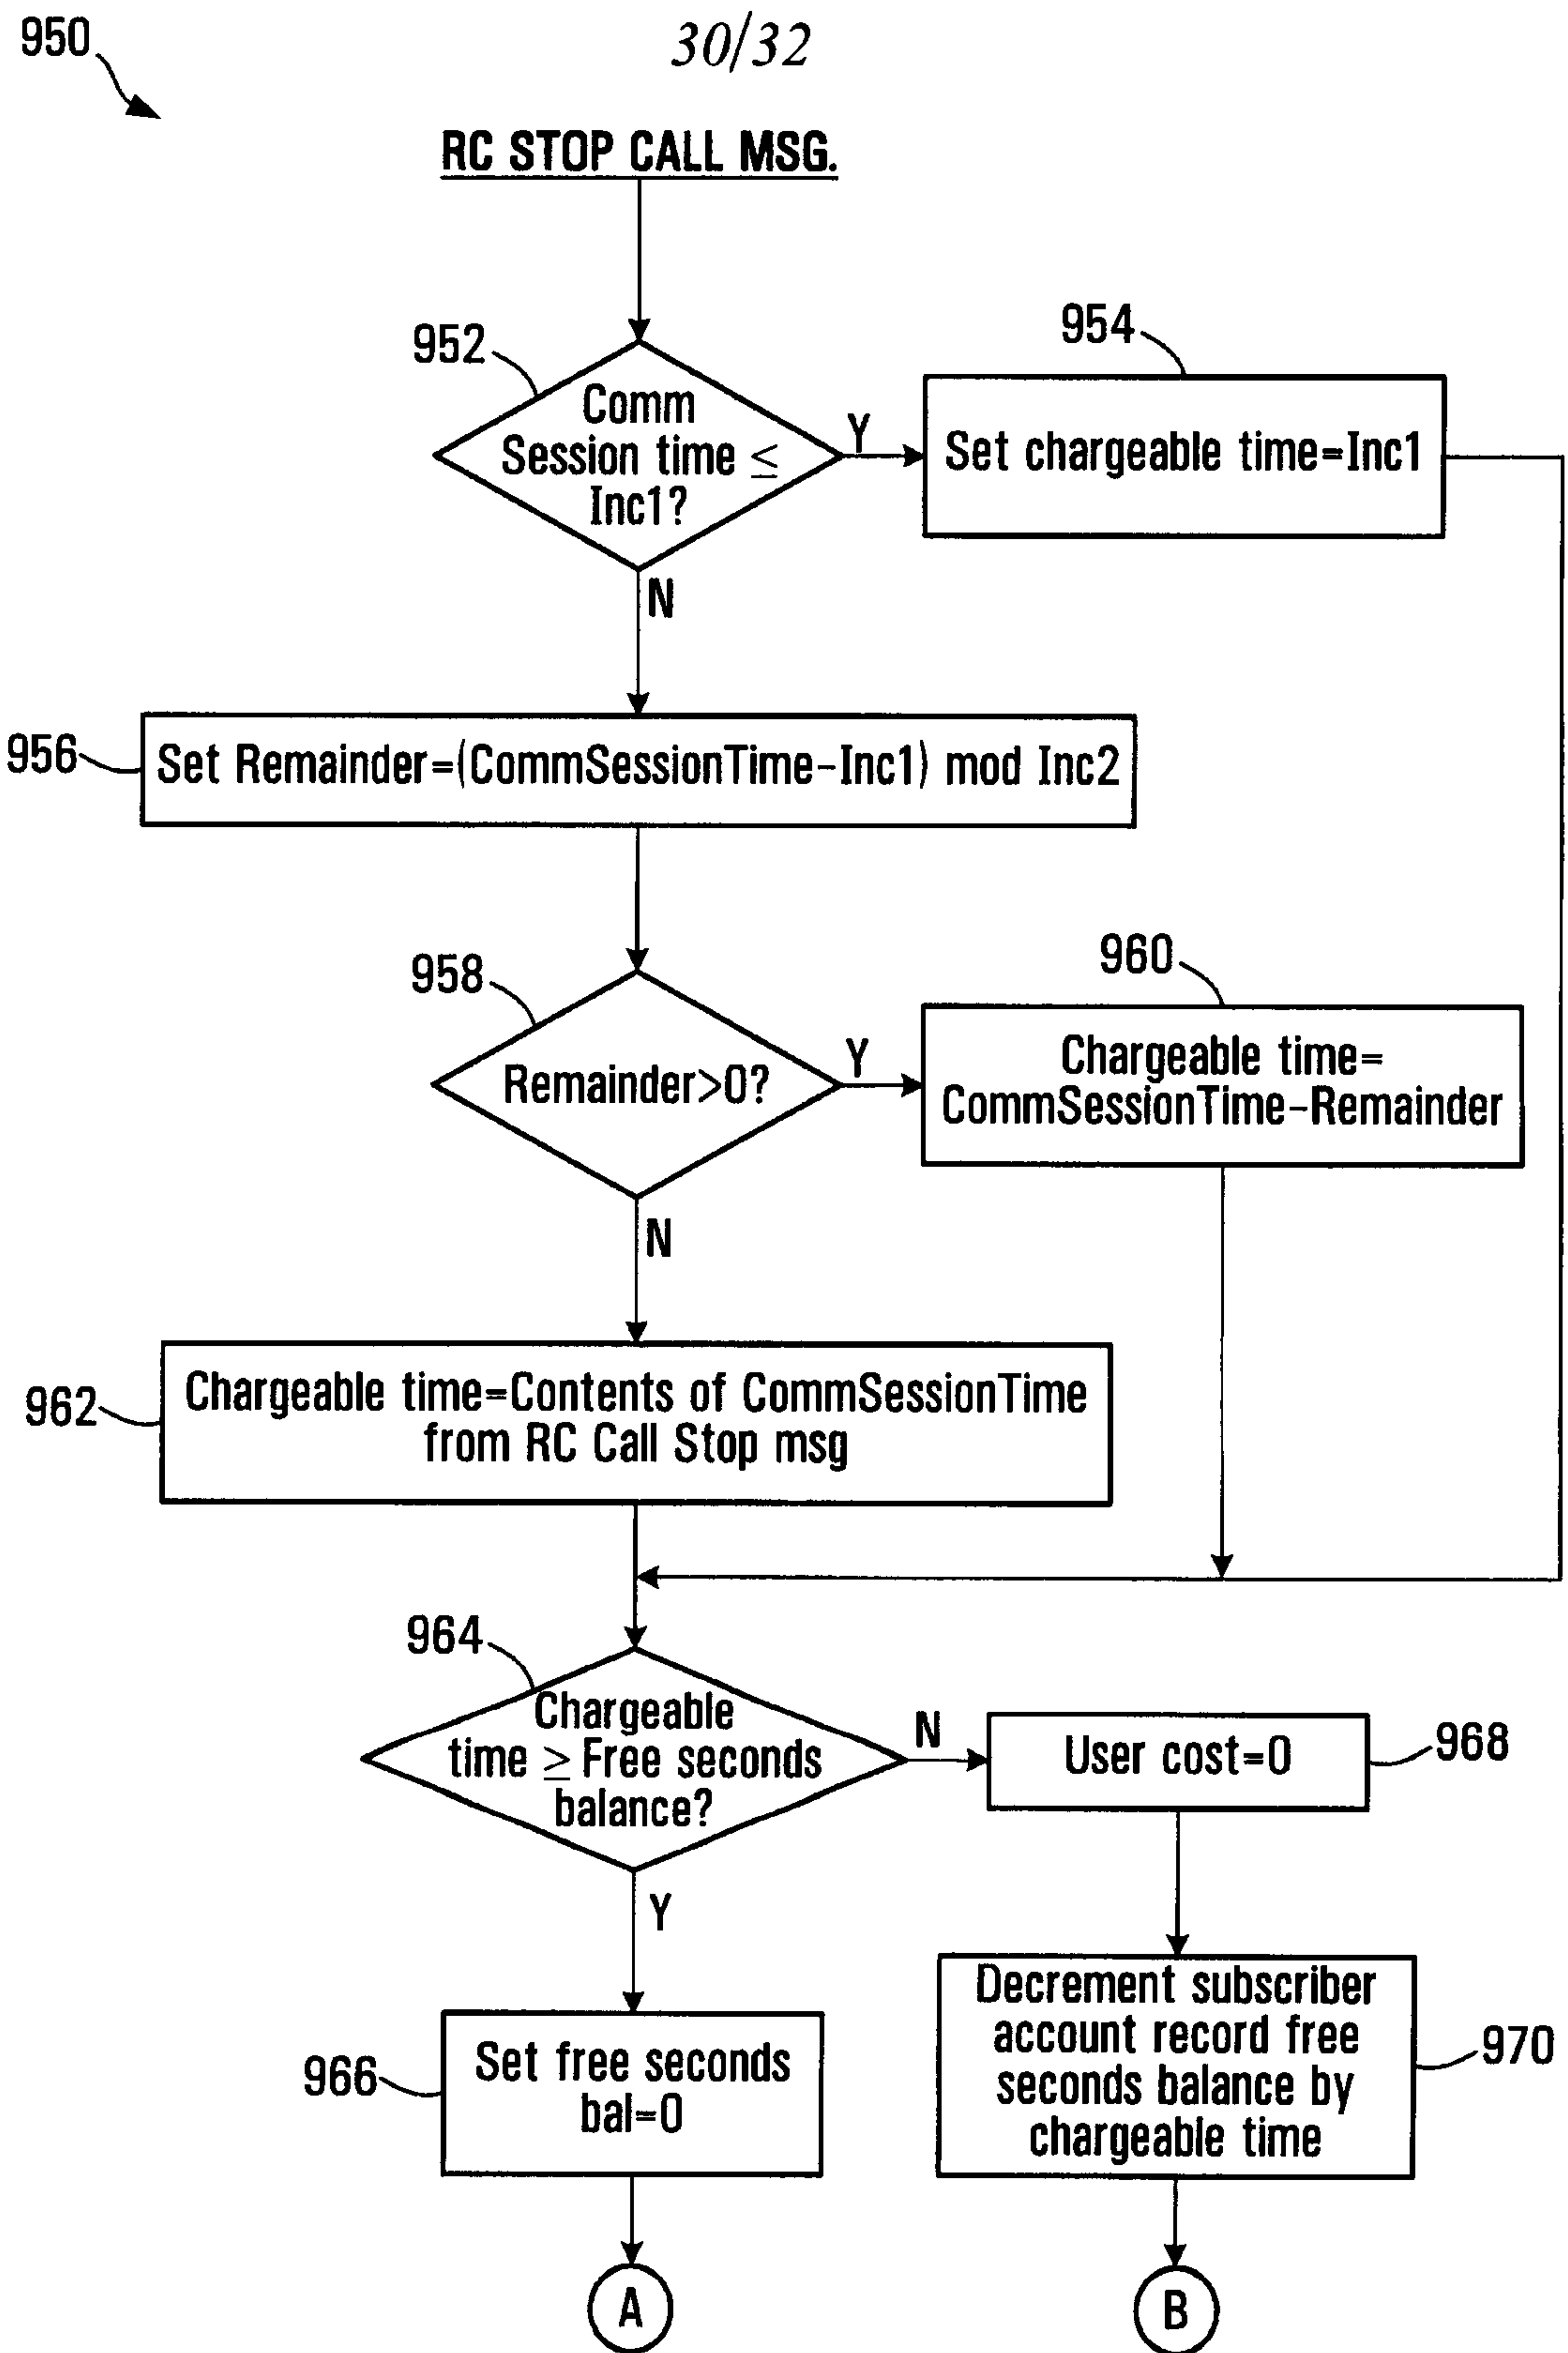 950
30/32
RC STOP CALL MSG.
952
Comm
Session time ≤
Inc1?
Y
954
Set chargeable time=Inc1
N
956
Set Remainder=(CommSessionTime-Inc1) mod Inc2
958
Remainder>0?
Y
960
Chargeable time=
CommSessionTime-Remainder
N
962
Chargeable time=Contents of CommSessionTime
from RC Call Stop msg
964
Chargeable
time ≥ Free seconds
balance?
N
User cost=0
968
Y
966
Set free seconds
bal=0
Decrement subscriber
account record free
seconds balance by
chargeable time
970
A
B